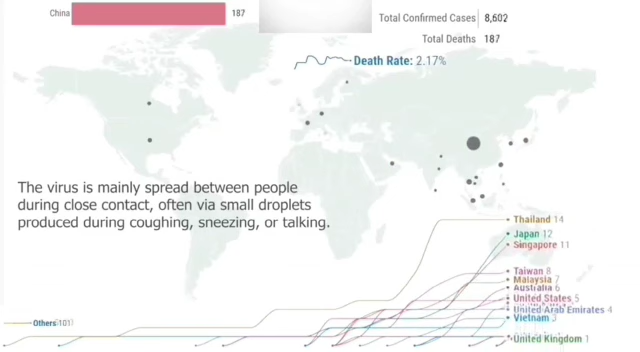 China 187
Total Confirmed Cases 8,602
Total Deaths 187
Death Rate: 2.17%
The virus is mainly spread between people
during close contact, often via small droplets
produced during coughing, sneezing, or talking.
Thailand 14
Japan 12
Singapore 11
Taiwan 8
Malaysia 7
Australia 6
United States 5
United Arab Emirates 4
Vietnam
Others 101
United Kingdom 1